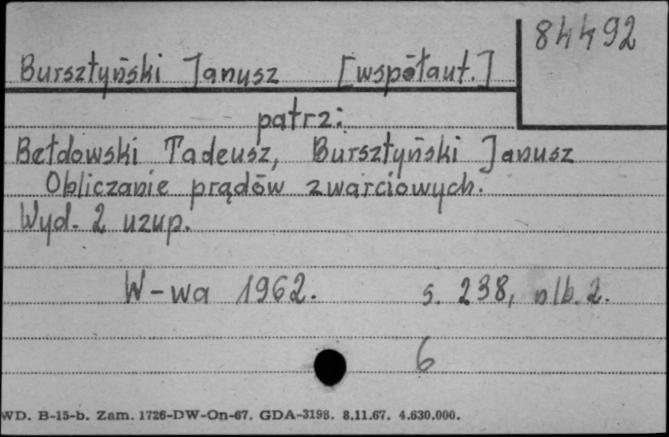 84492
Bursztyński Janusz [współaut.]
patrz:
Bełdowski Tadeusz, Bursztyński Janusz
Obliczanie prądów zwarciowych.
Wyd. 2 uzup.
W-wa 1962. s. 238, nlb. 2.
6
WD. B-15-b. Zam. 1726-DW-On-67. GDA-3198. 8.11.67. 4.630.000.